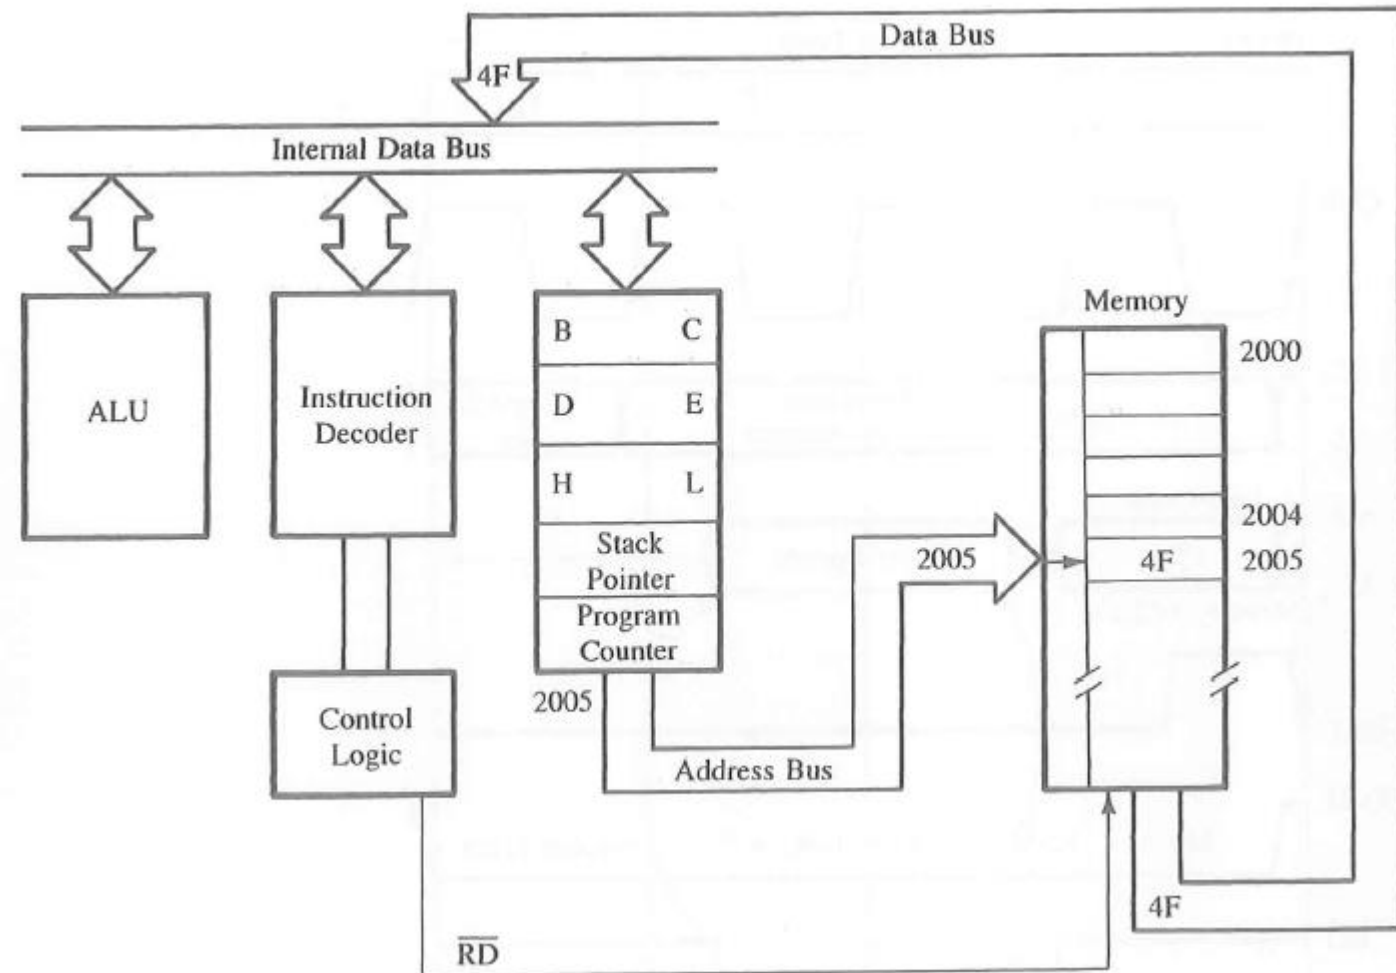 Data Bus
4F
Internal Data Bus
ALU
Instruction
Decoder
B C
D E
H L
Stack
Pointer
Program
Counter
2005
Control
Logic
Address Bus
2005
Memory
2000
2004
4F 2005
4F
RD